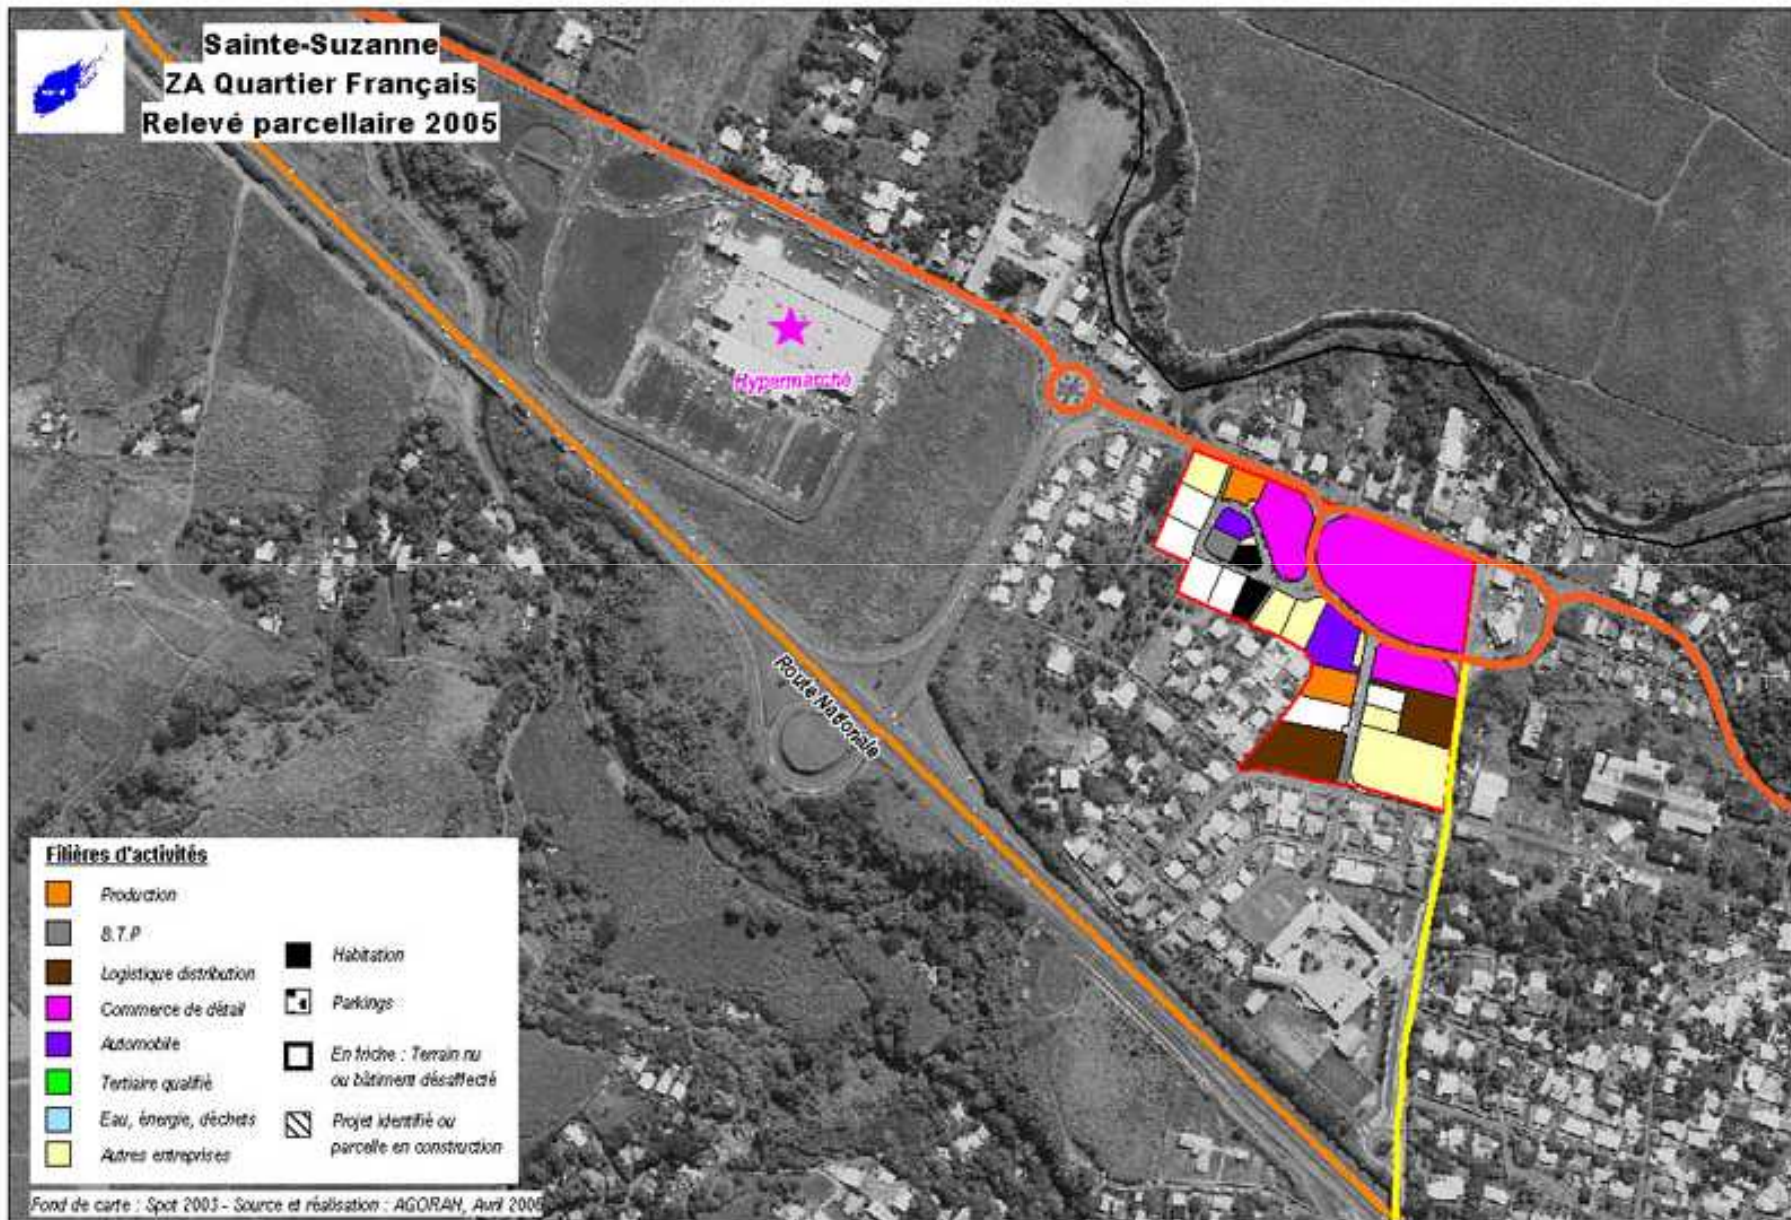 Sainte-Suzanne
ZA Quartier Français
Relevé parcellaire 2005
Hypermarché
Route Nationale
Filières d'activités
Production
B.T.P
Logistique distribution
Commerce de détail
Automobile
Tertiaire qualifié
Eau, énergie, déchets
Autres entreprises
Habitation
Parkings
En friche : Terrain nu
ou bâtiment désaffecté
Projet identifié ou
parcelle en construction
Fond de carte : Spot 2003 - Source et réalisation : AGORAH, Avril 2006